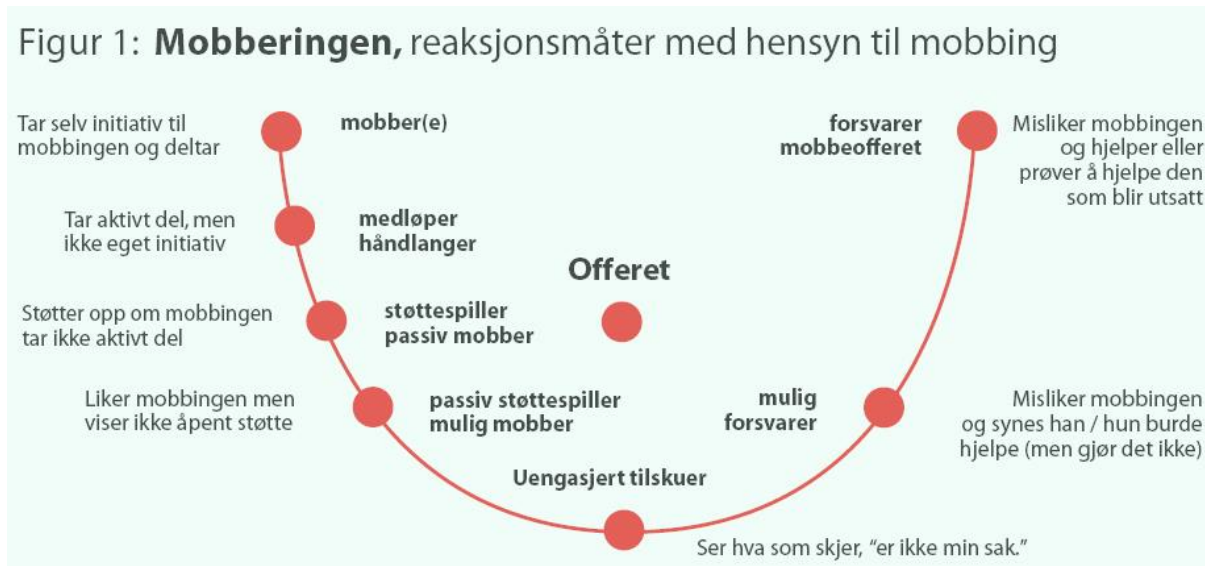 Figur 1: Mobberingen, reaksjonsmåter med hensyn til mobbing
Tar selv initiativ til
mobbingen og deltar
mobber(e)
forsvarer
mobbeofferet
Misliker mobbingen
og hjelper eller
prøver å hjelpe den
som blir utsatt
Tar aktivt del, men
ikke eget initiativ
medløper
håndlanger
Offeret
Støtter opp om mobbingen
tar ikke aktivt del
støttespiller
passiv mobber
Liker mobbingen men
viser ikke åpent støtte
passiv støttespiller
mulig mobber
mulig
forsvarer
Misliker mobbingen
og synes han / hun burde
hjelpe (men gjør det ikke)
Uengasjert tilskuer
Ser hva som skjer, “er ikke min sak.”